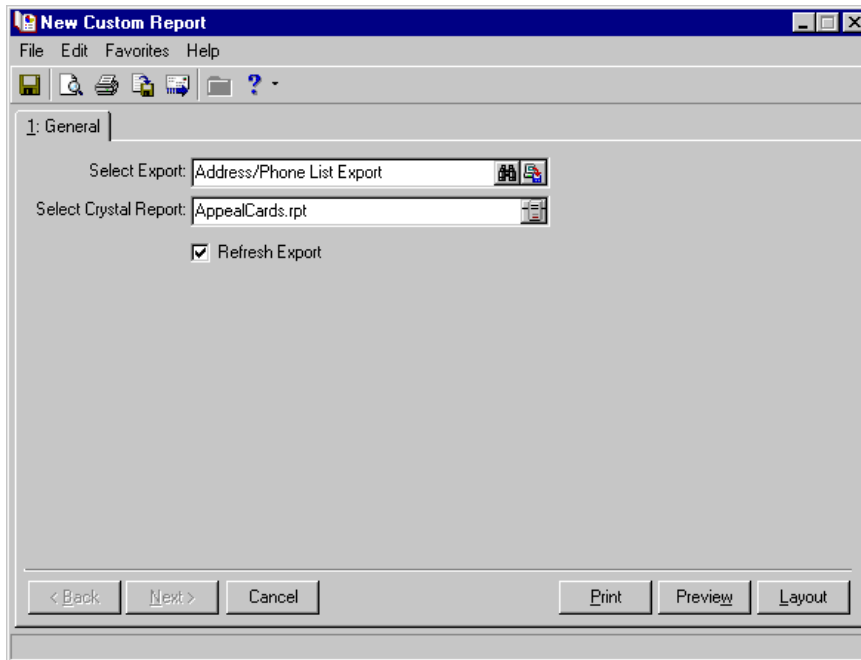 New Custom Report
File Edit Favorites Help
?
1: General
Select Export: Address/Phone List Export
Select Crystal Report: AppealCards.rpt
Refresh Export
< Back Next > Cancel Print Preview Layout